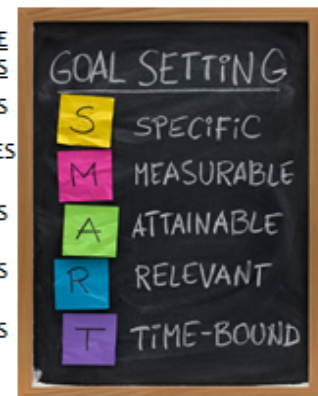 GOAL SETTING
S SPECIFIC
M MEASURABLE
A ATTAINABLE
R RELEVANT
T TIME-BOUND